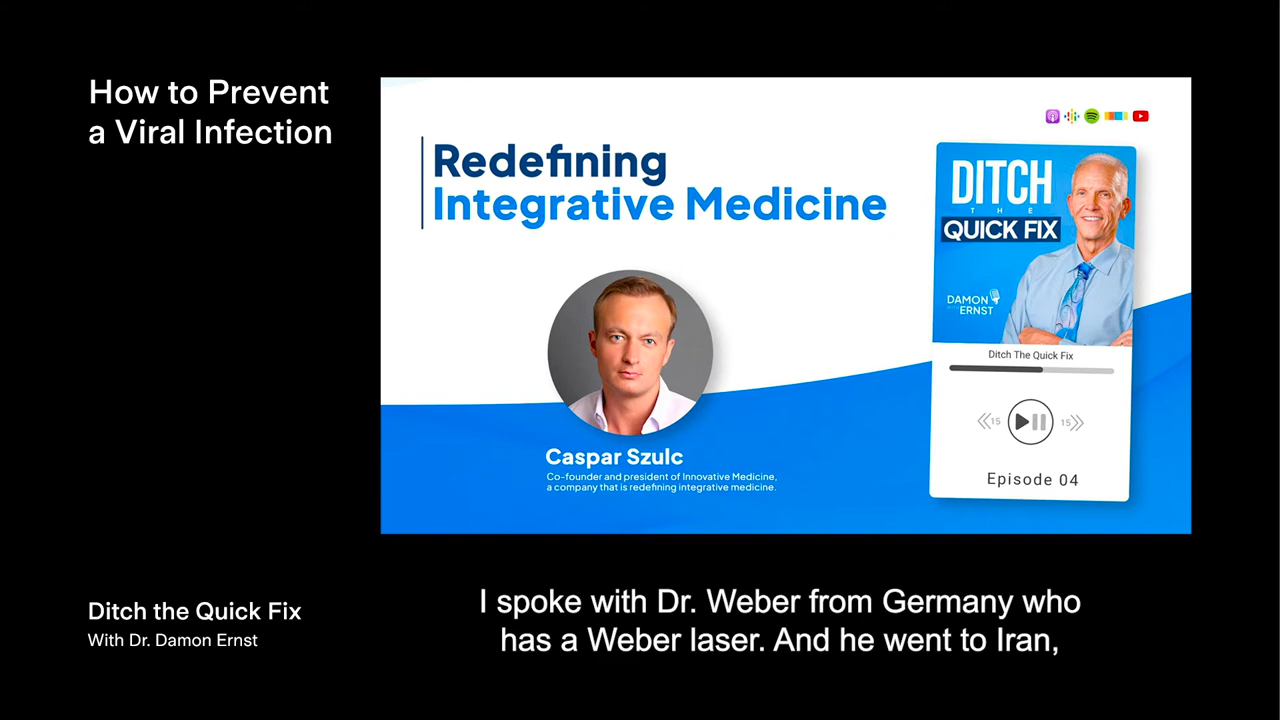 How to Prevent
a Viral Infection
Redefining
Integrative Medicine
Caspar Szulc
Co-founder and president of Innovative Medicine,
a company that is redefining integrative medicine.
DITCH
THE
QUICK FIX
DAMON
ERNST
Ditch The Quick Fix
15
15
Episode 04
Ditch the Quick Fix
With Dr. Damon Ernst
I spoke with Dr. Weber from Germany who
has a Weber laser. And he went to Iran,